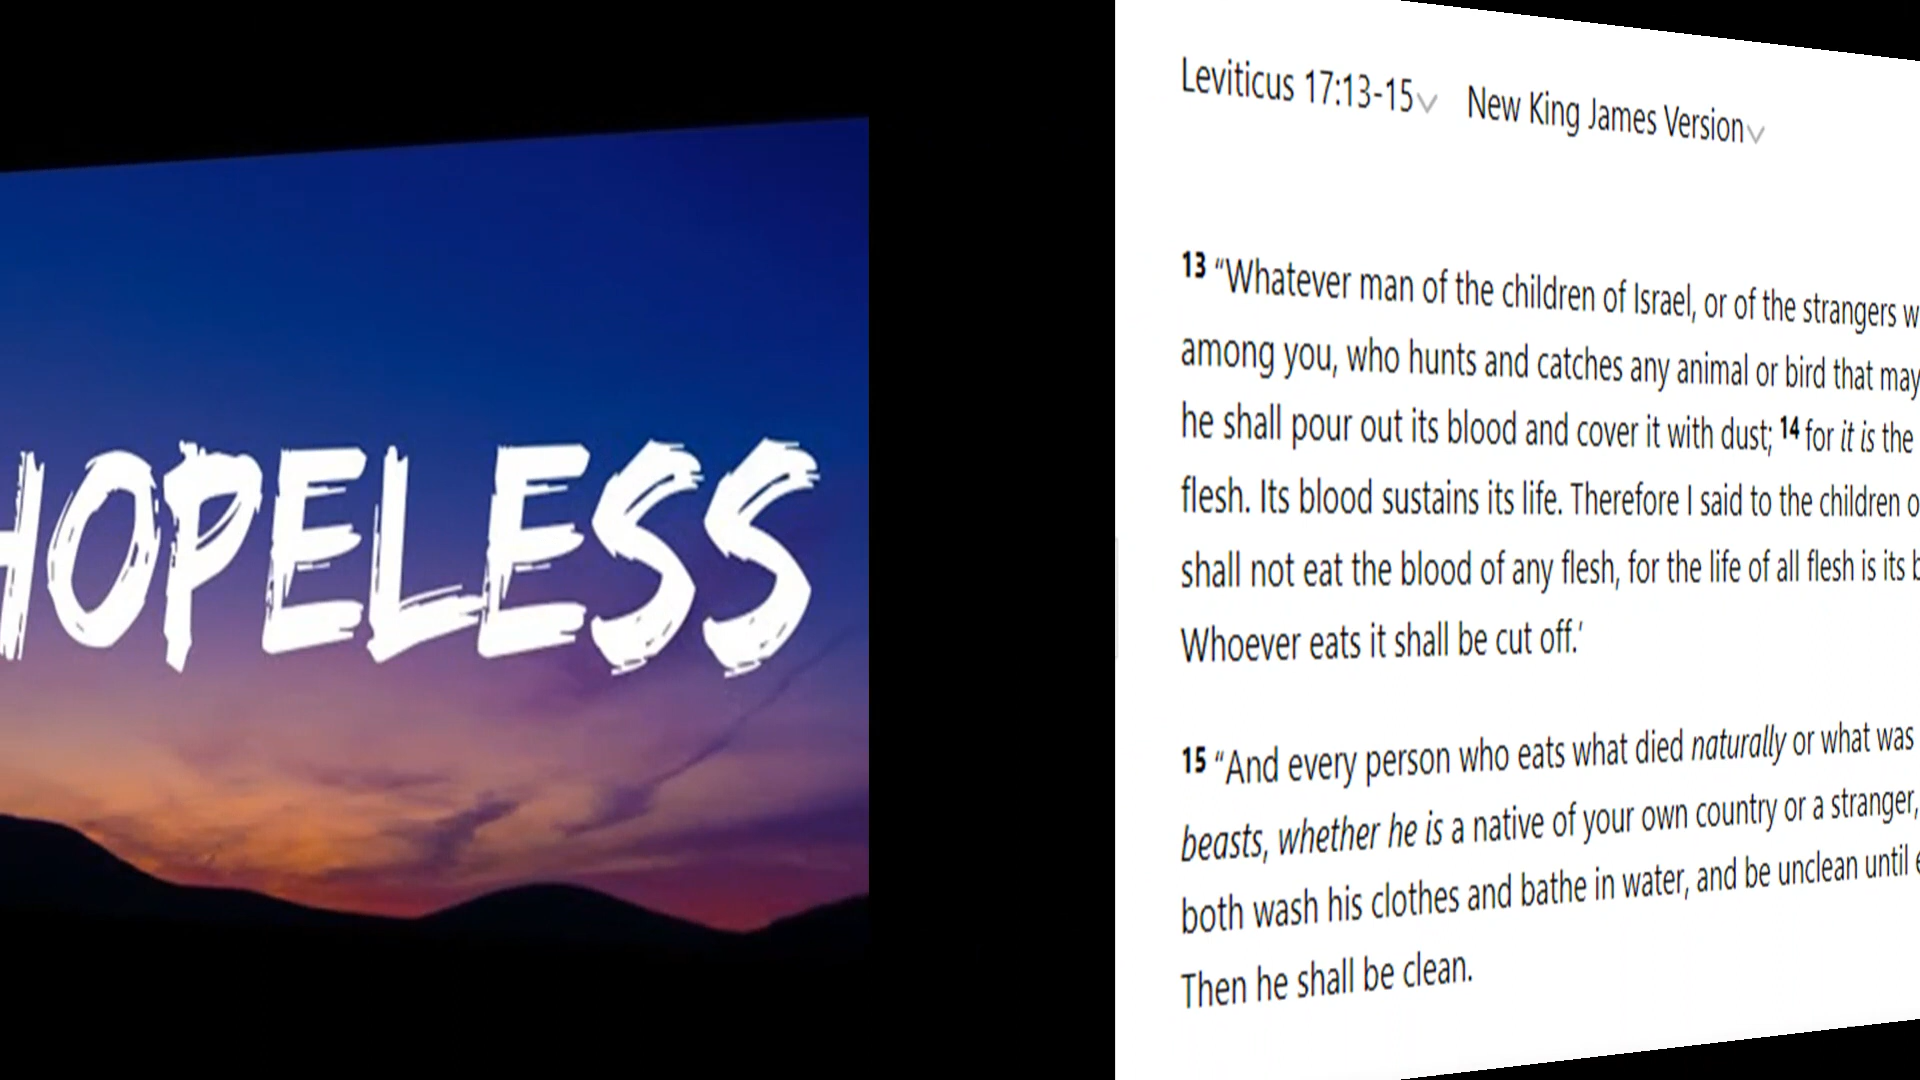 HOPELESS
Leviticus 17:13-15 New King James Version
13 “Whatever man of the children of Israel, or of the strangers
among you, who hunts and catches any animal or bird that may
he shall pour out its blood and cover it with dust; 14 for it is the
flesh. Its blood sustains its life. Therefore I said to the children
shall not eat the blood of any flesh, for the life of all flesh is its
Whoever eats it shall be cut off.’
15 “And every person who eats what died naturally or what was
beasts, whether he is a native of your own country or a stranger,
both wash his clothes and bathe in water, and be unclean until
Then he shall be clean.